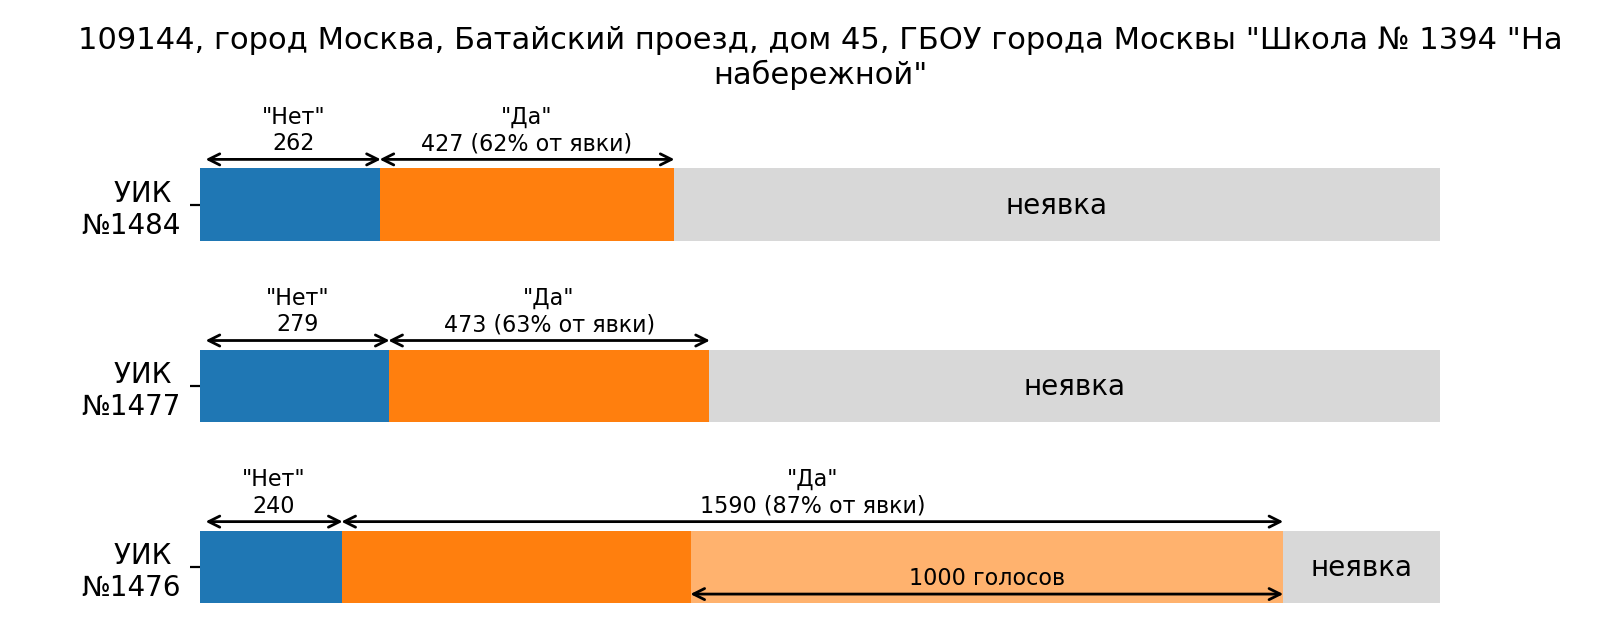 109144, город Москва, Батайский проезд, дом 45, ГБОУ города Москвы "Школа № 1394 "На
набережной"
"Нет"
262
"Да"
427 (62% от явки)
УИК
№1484
неявка
"Нет"
279
"Да"
473 (63% от явки)
УИК
№1477
неявка
"Нет"
240
"Да"
1590 (87% от явки)
УИК
№1476
1000 голосов
неявка